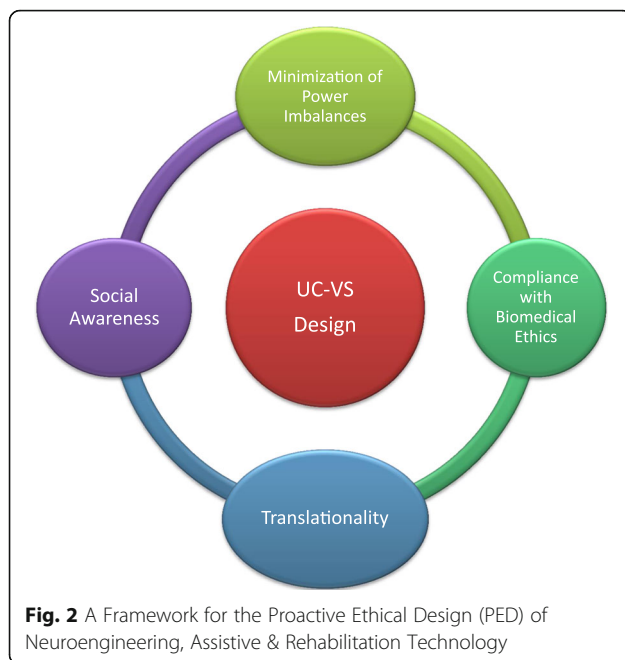 Minimization of
Power
Imbalances
Social
Awareness
UC-VS
Design
Compliance
with
Biomedical
Ethics
Translationality
Fig. 2 A Framework for the Proactive Ethical Design (PED) of
Neuroengineering, Assistive & Rehabilitation Technology